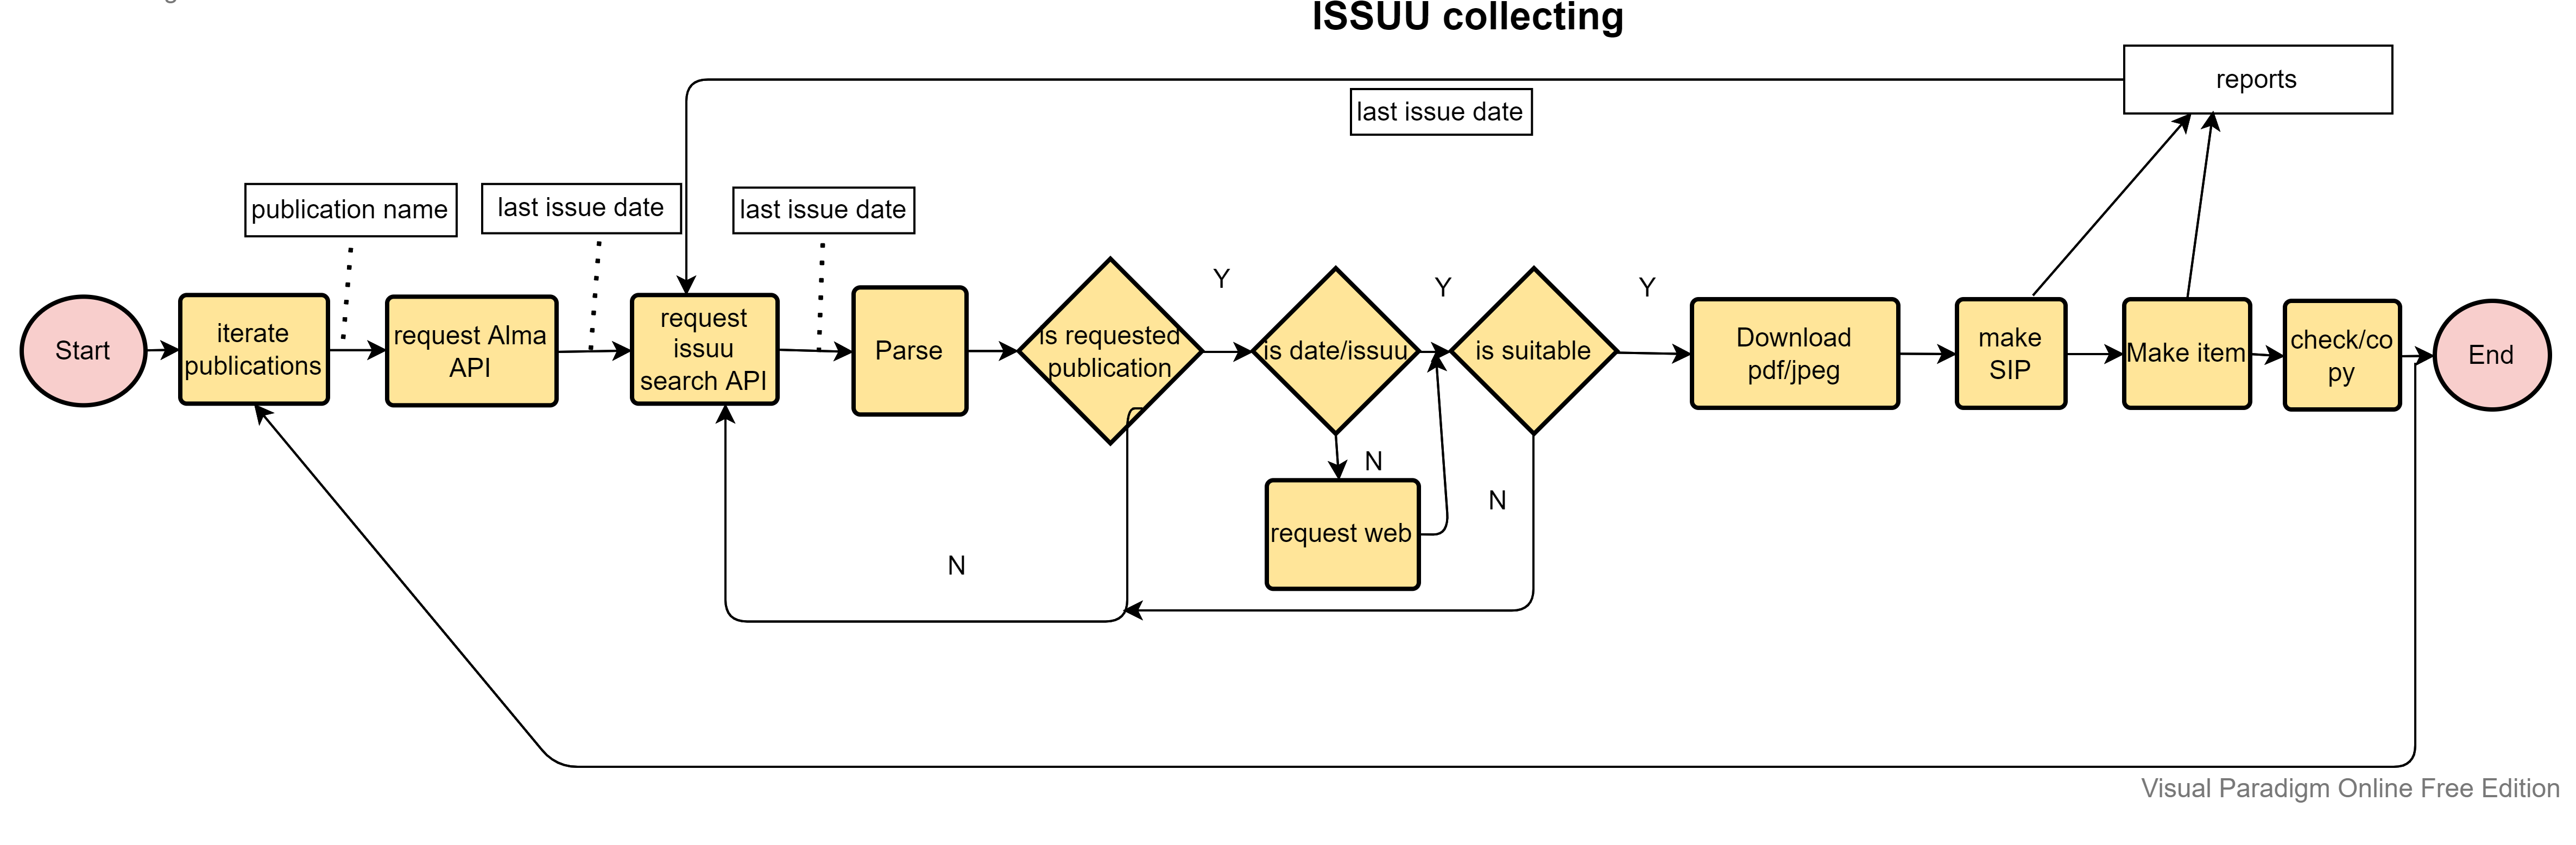 ISSUU collecting
reports
last issue date
publication name
last issue date
last issue date
Start
iterate
publications
request Alma
API
request
issuu
search API
Parse
is requested
publication
Y
is date/issuu
Y
is suitable
Y
Download
pdf/jpeg
make
SIP
Make item
check/co
py
End
N
request web
N
N
Visual Paradigm Online Free Edition